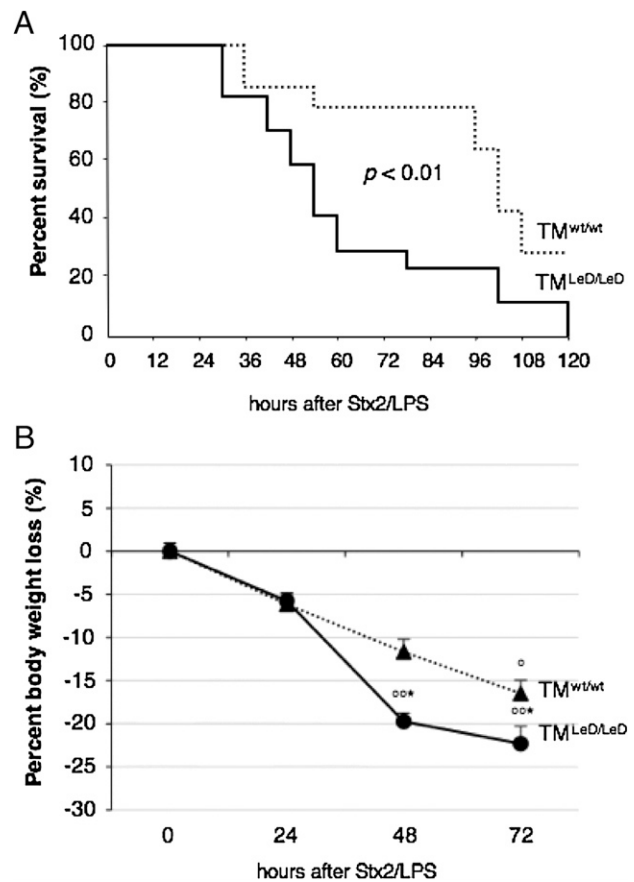 A
Percent survival (%)
100
80
60
40
20
0
p < 0.01
TMwt/wt
TMLeD/LeD
0 12 24 36 48 60 72 84 96 108 120
hours after Stx2/LPS
B
Percent body weight loss (%)
10
5
0
-5
-10
-15
-20
-25
-30
°
°°*
°°*
TMwt/wt
TMLeD/LeD
0 24 48 72
hours after Stx2/LPS